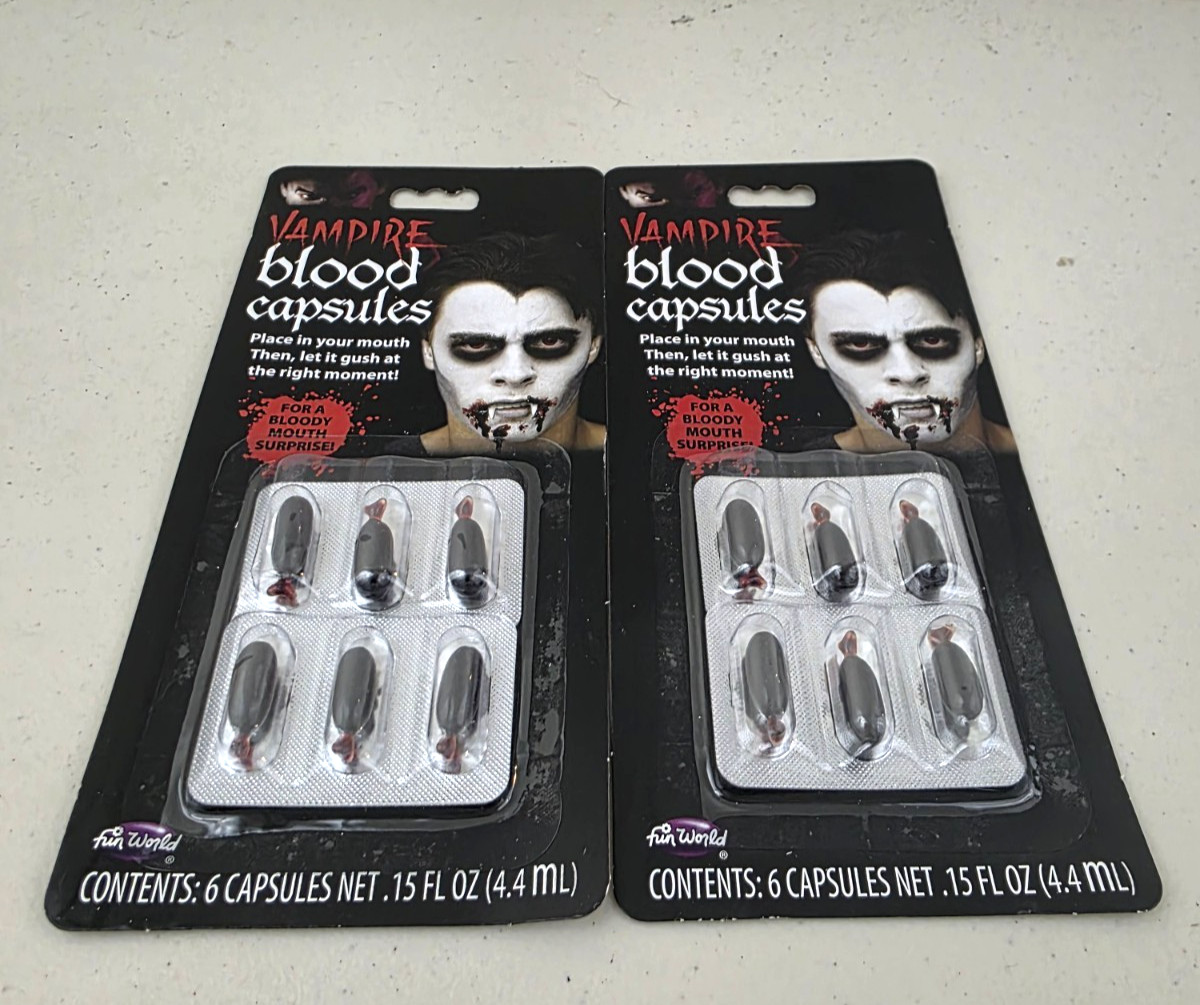 VAMPIRE
blood
capsules
Place in your mouth
Then, let it gush at
the right moment!
FOR A
BLOODY
MOUTH
SURPRISE!
fun World
®
CONTENTS: 6 CAPSULES NET .15 FL OZ (4.4 mL)
VAMPIRE
blood
capsules
Place in your mouth
Then, let it gush at
the right moment!
FOR A
BLOODY
MOUTH
SURPRISE!
fun World
®
CONTENTS: 6 CAPSULES NET .15 FL OZ (4.4 mL)